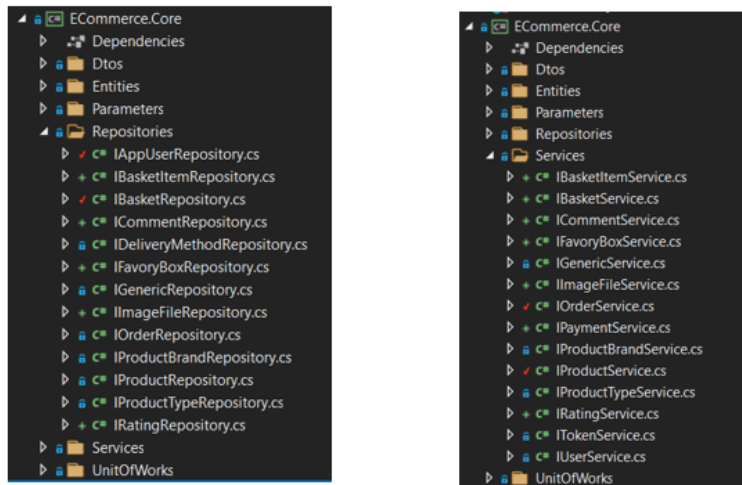 ECommerce.Core
Dependencies
Dtos
Entities
Parameters
Repositories
IAppUserRepository.cs
IBasketItemRepository.cs
IBasketRepository.cs
ICommentRepository.cs
IDeliveryMethodRepository.cs
IFavoryBoxRepository.cs
IGenericRepository.cs
IImageFileRepository.cs
IOrderRepository.cs
IProductBrandRepository.cs
IProductRepository.cs
IProductTypeRepository.cs
IRatingRepository.cs
Services
UnitOfWorks
ECommerce.Core
Dependencies
Dtos
Entities
Parameters
Repositories
Services
IBasketItemService.cs
IBasketService.cs
ICommentService.cs
IFavoryBoxService.cs
IGenericService.cs
IImageFileService.cs
IOrderService.cs
IPaymentService.cs
IProductBrandService.cs
IProductService.cs
IProductTypeService.cs
IRatingService.cs
ITokenService.cs
IUserService.cs
UnitOfWorks